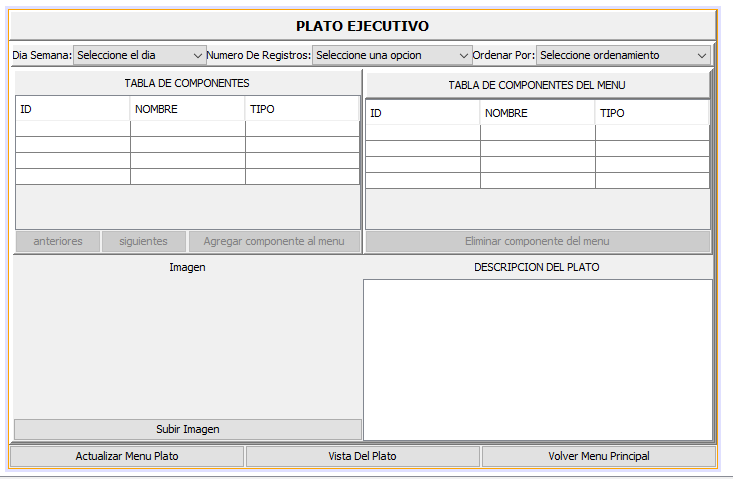 PLATO EJECUTIVO
Dia Semana: Seleccione el dia Numero De Registros: Seleccione una opcion Ordenar Por: Seleccione ordenamiento
TABLA DE COMPONENTES
ID NOMBRE TIPO
anteriores siguientes Agregar componente al menu
TABLA DE COMPONENTES DEL MENU
ID NOMBRE TIPO
Eliminar componente del menu
Imagen
Subir Imagen
DESCRIPCION DEL PLATO
Actualizar Menu Plato Vista Del Plato Volver Menu Principal